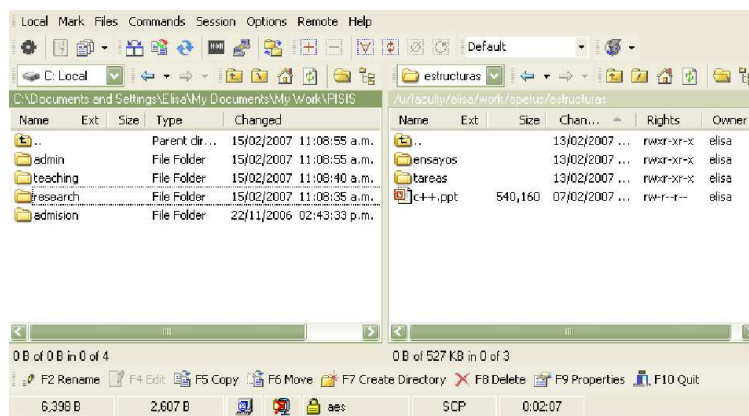 Local Mark Files Commands Session Options Remote Help
Default
C: Local
estructuras
C:\Documents and Settings\Elisa\My Documents\My Work\PISIS
/u/faculty/elisa/work/opetus/estructuras
Name Ext Size Type Changed
.. Parent dir... 15/02/2007 11:08:55 a.m.
admin File Folder 15/02/2007 11:08:55 a.m.
teaching File Folder 15/02/2007 11:08:40 a.m.
research File Folder 15/02/2007 11:08:35 a.m.
admision File Folder 22/11/2006 02:43:33 p.m.
Name Ext Size Chan... Rights Owner
.. 13/02/2007 ... rwxr-xr-x elisa
ensayos 13/02/2007 ... rwxr-xr-x elisa
tareas 13/02/2007 ... rwxr-xr-x elisa
c++.ppt 540,160 07/02/2007 ... rw-r--r-- elisa
0 B of 0 B in 0 of 4
0 B of 527 KB in 0 of 3
F2 Rename F4 Edit F5 Copy F6 Move F7 Create Directory F8 Delete F9 Properties F10 Quit
6,398 B 2,607 B aes SCP 0:02:07